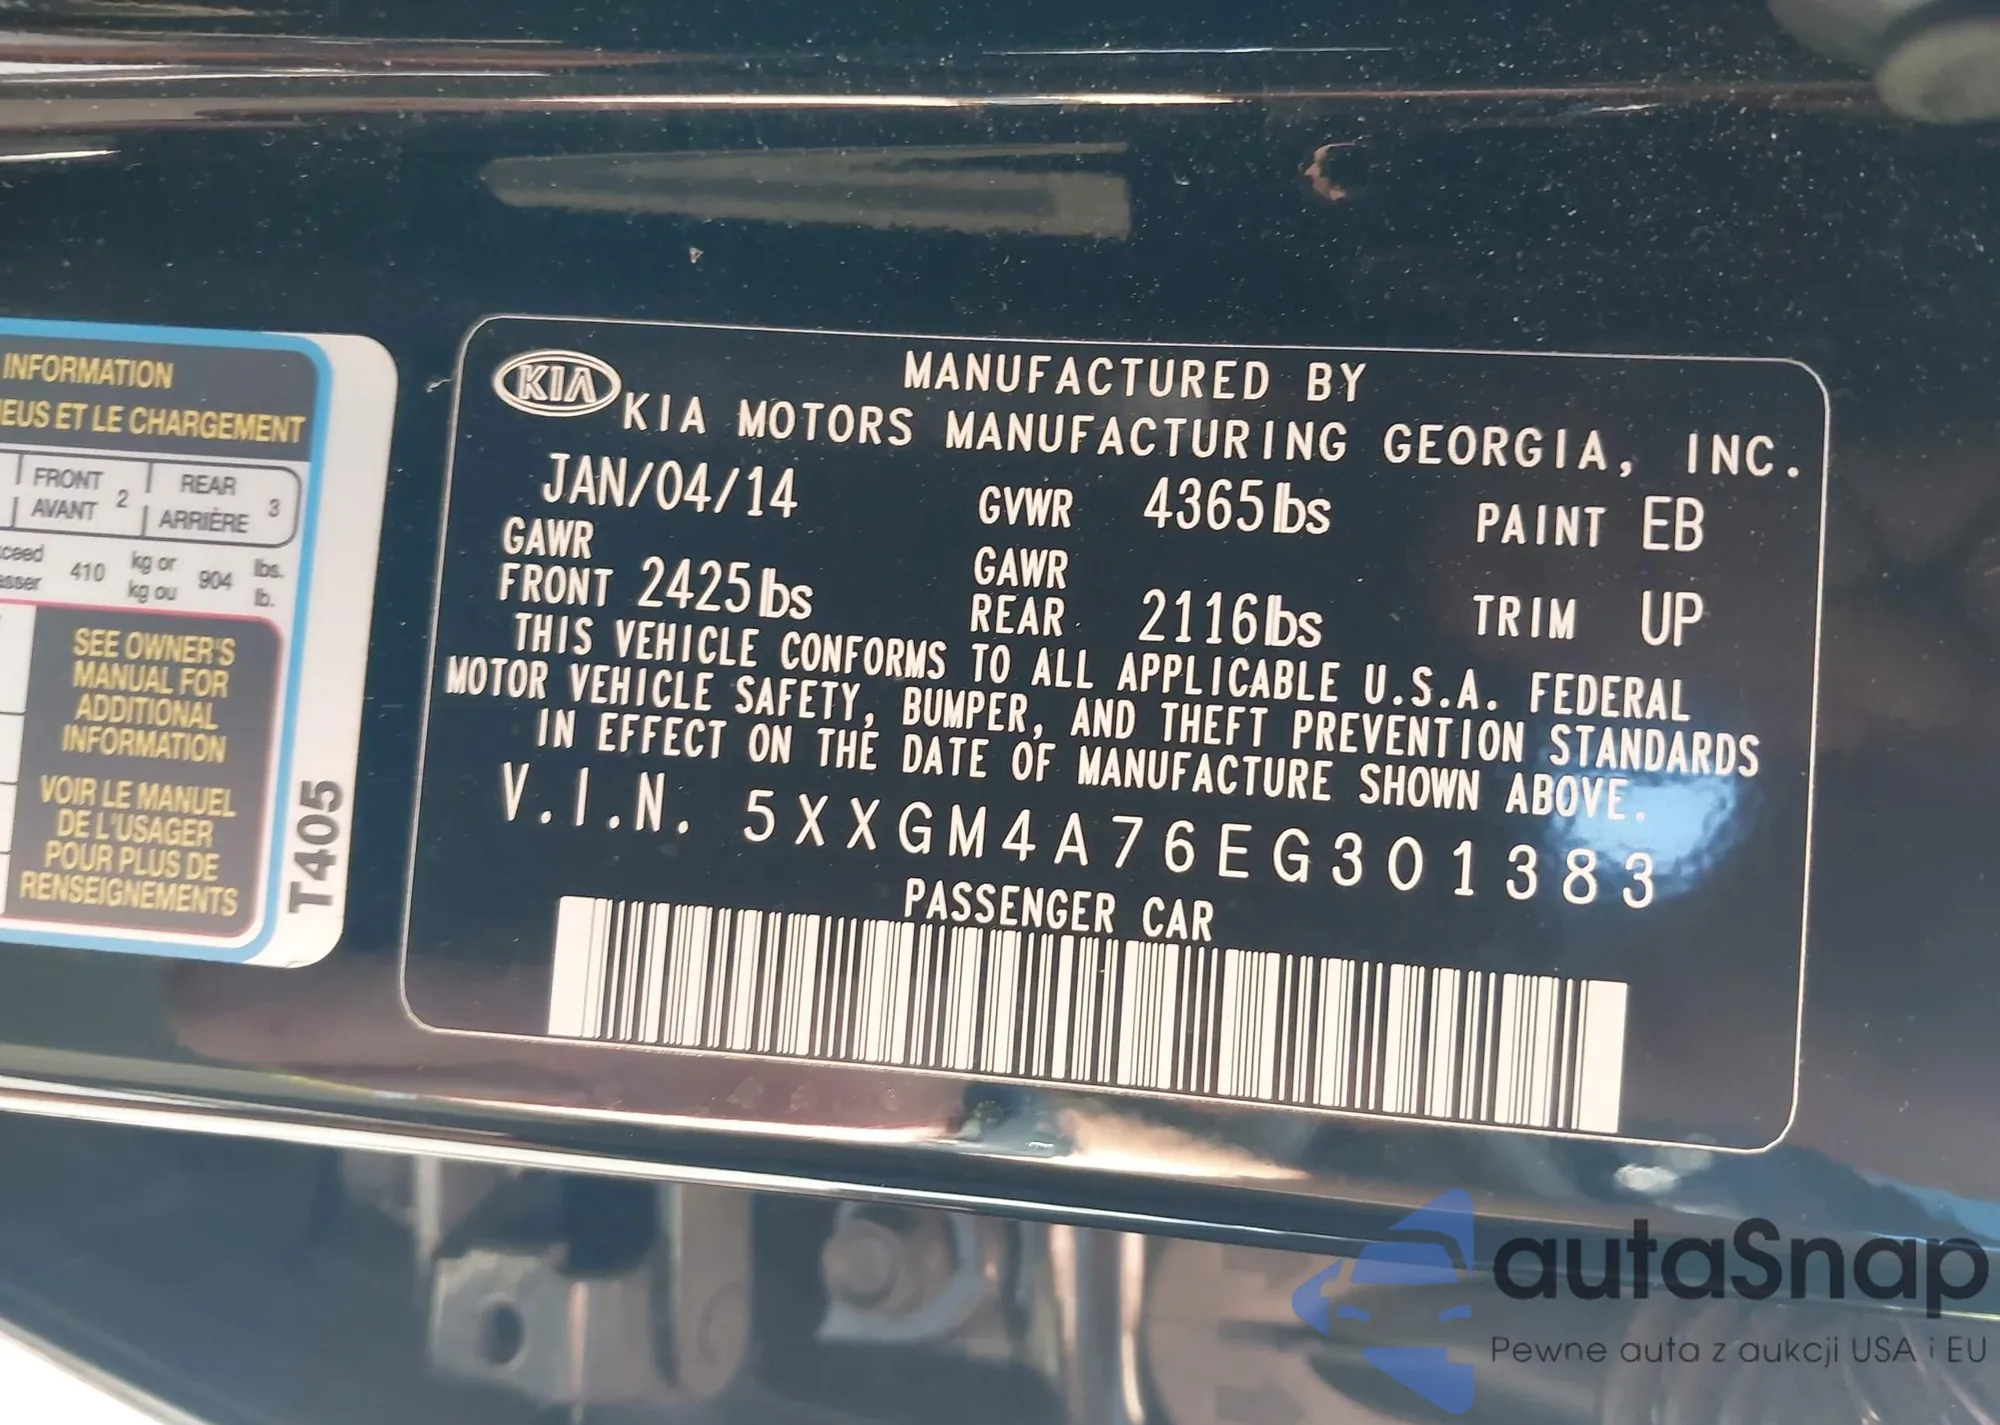 INFORMATION
EUS ET LE CHARGEMENT
FRONT 2 REAR 3
AVANT ARRIÈRE
410 kg or 904 lbs.
kg ou lb.
SEE OWNER'S
MANUAL FOR
ADDITIONAL
INFORMATION
VOIR LE MANUEL
DE L'USAGER
POUR PLUS DE
RENSEIGNEMENTS
T405
KIA
MANUFACTURED BY
KIA MOTORS MANUFACTURING GEORGIA, INC.
JAN/04/14 GVWR 4365lbs PAINT EB
GAWR GAWR
FRONT 2425lbs REAR 2116lbs TRIM UP
THIS VEHICLE CONFORMS TO ALL APPLICABLE U.S.A. FEDERAL
MOTOR VEHICLE SAFETY, BUMPER, AND THEFT PREVENTION STANDARDS
IN EFFECT ON THE DATE OF MANUFACTURE SHOWN ABOVE.
V.I.N. 5XXGM4A76EG301383
PASSENGER CAR
autaSnap
Pewne auta z aukcji USA i EU